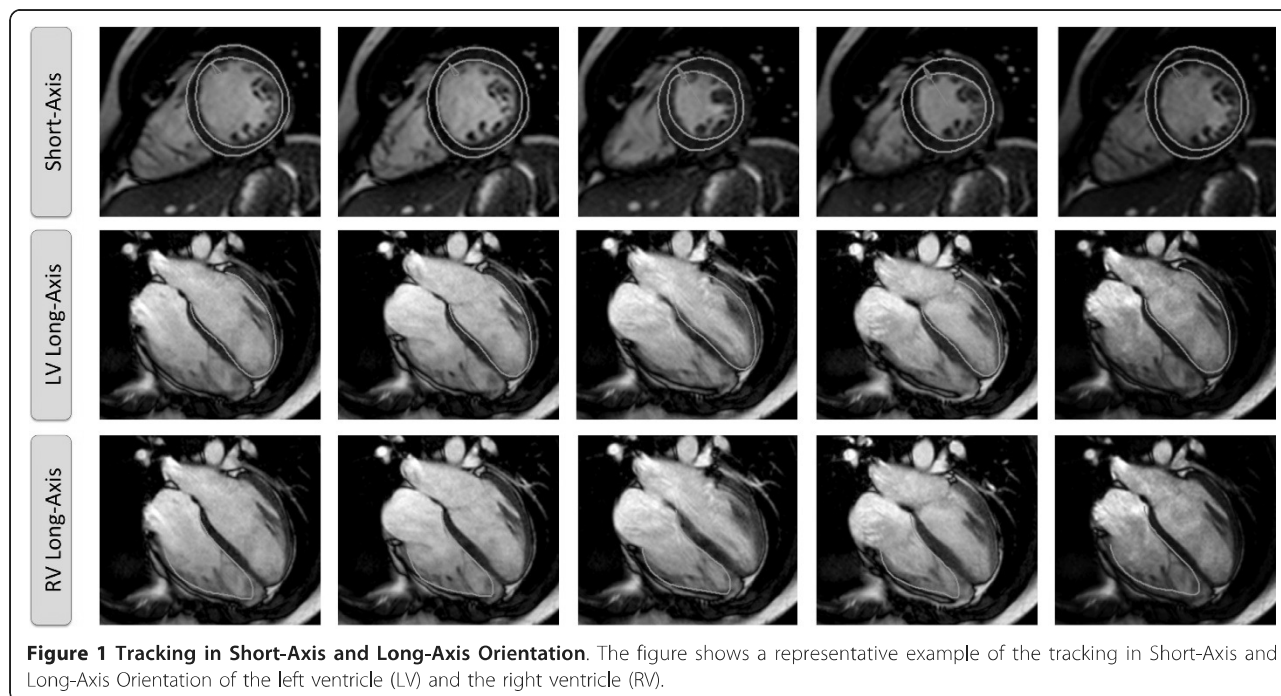 Short-Axis
LV Long-Axis
RV Long-Axis
Figure 1 Tracking in Short-Axis and Long-Axis Orientation. The figure shows a representative example of the tracking in Short-Axis and
Long-Axis Orientation of the left ventricle (LV) and the right ventricle (RV).